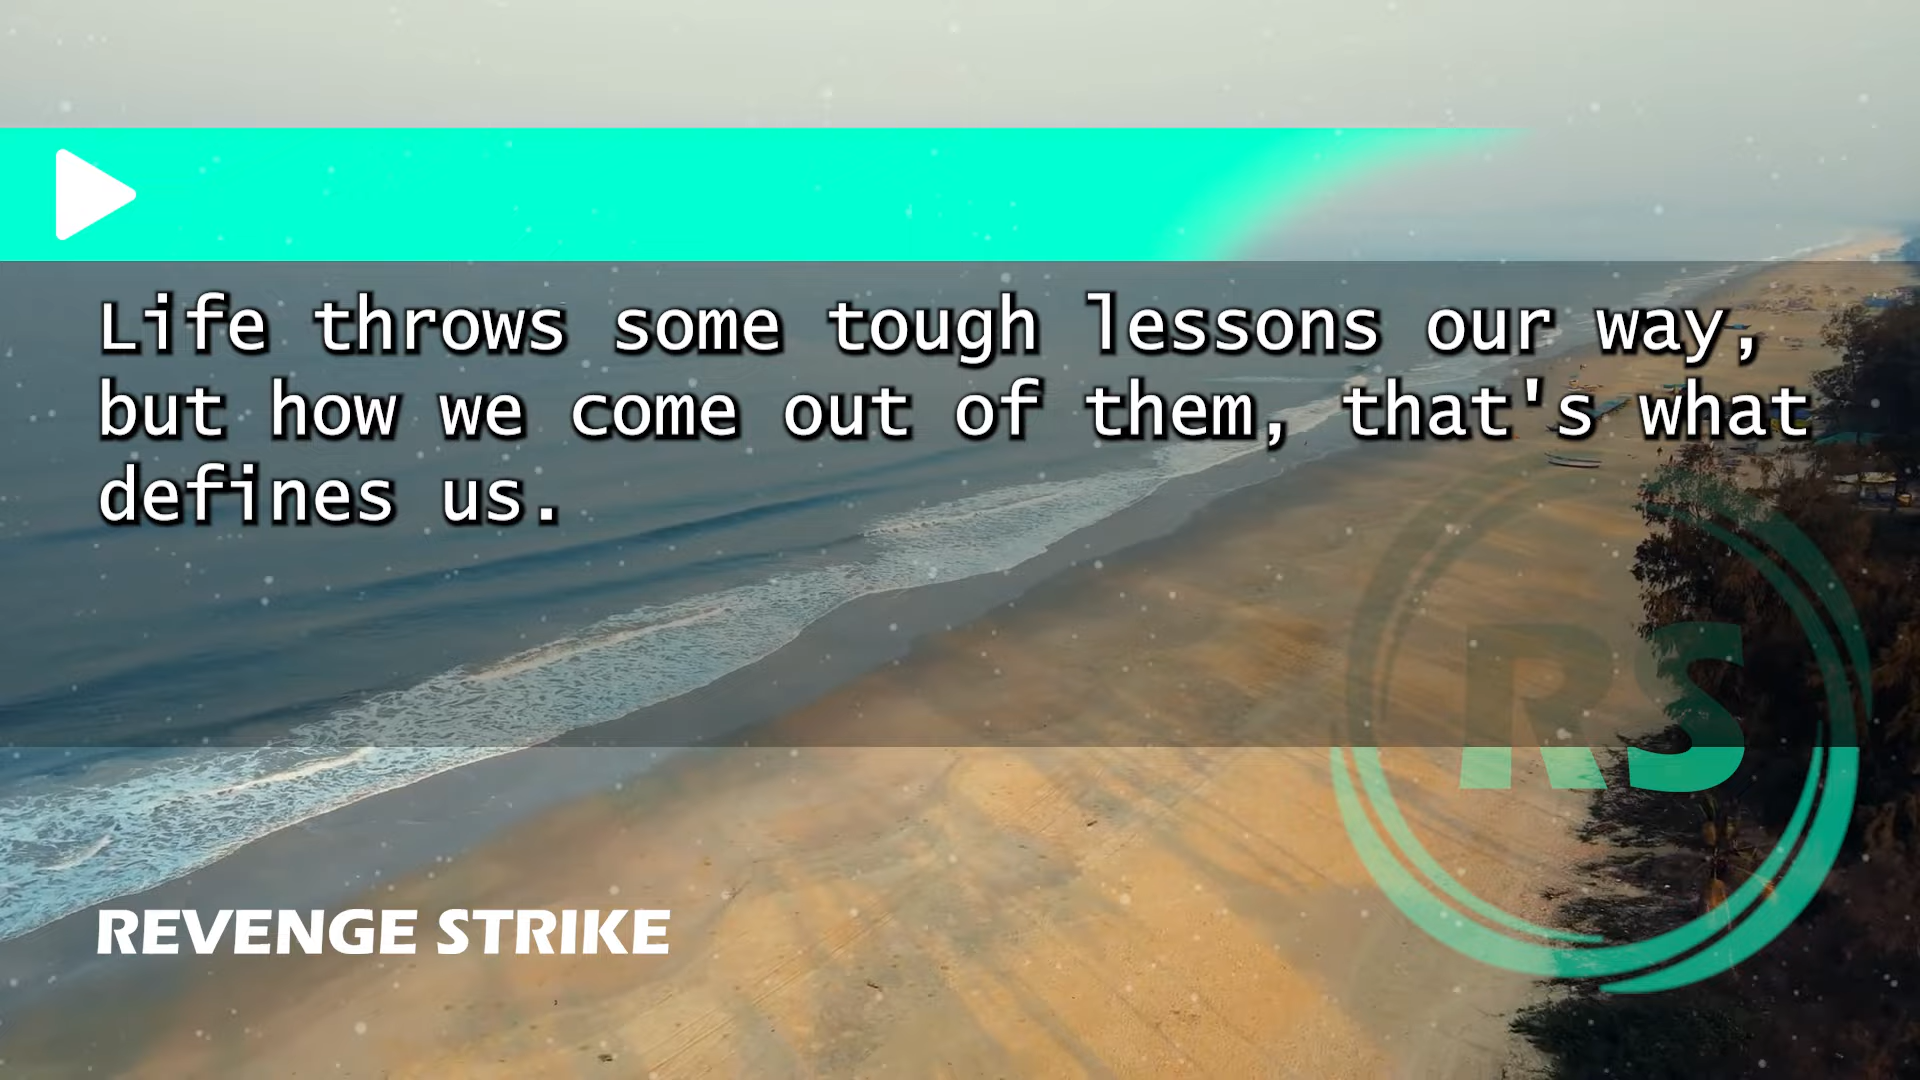 Life throws some tough lessons our way,
but how we come out of them, that's what
defines us.
RS
REVENGE STRIKE